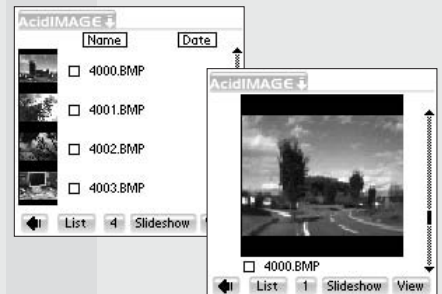 AcidIMAGE
Name Date
4000.BMP
4001.BMP
4002.BMP
4003.BMP
List 4 Slideshow
AcidIMAGE
4000.BMP
List 1 Slideshow View